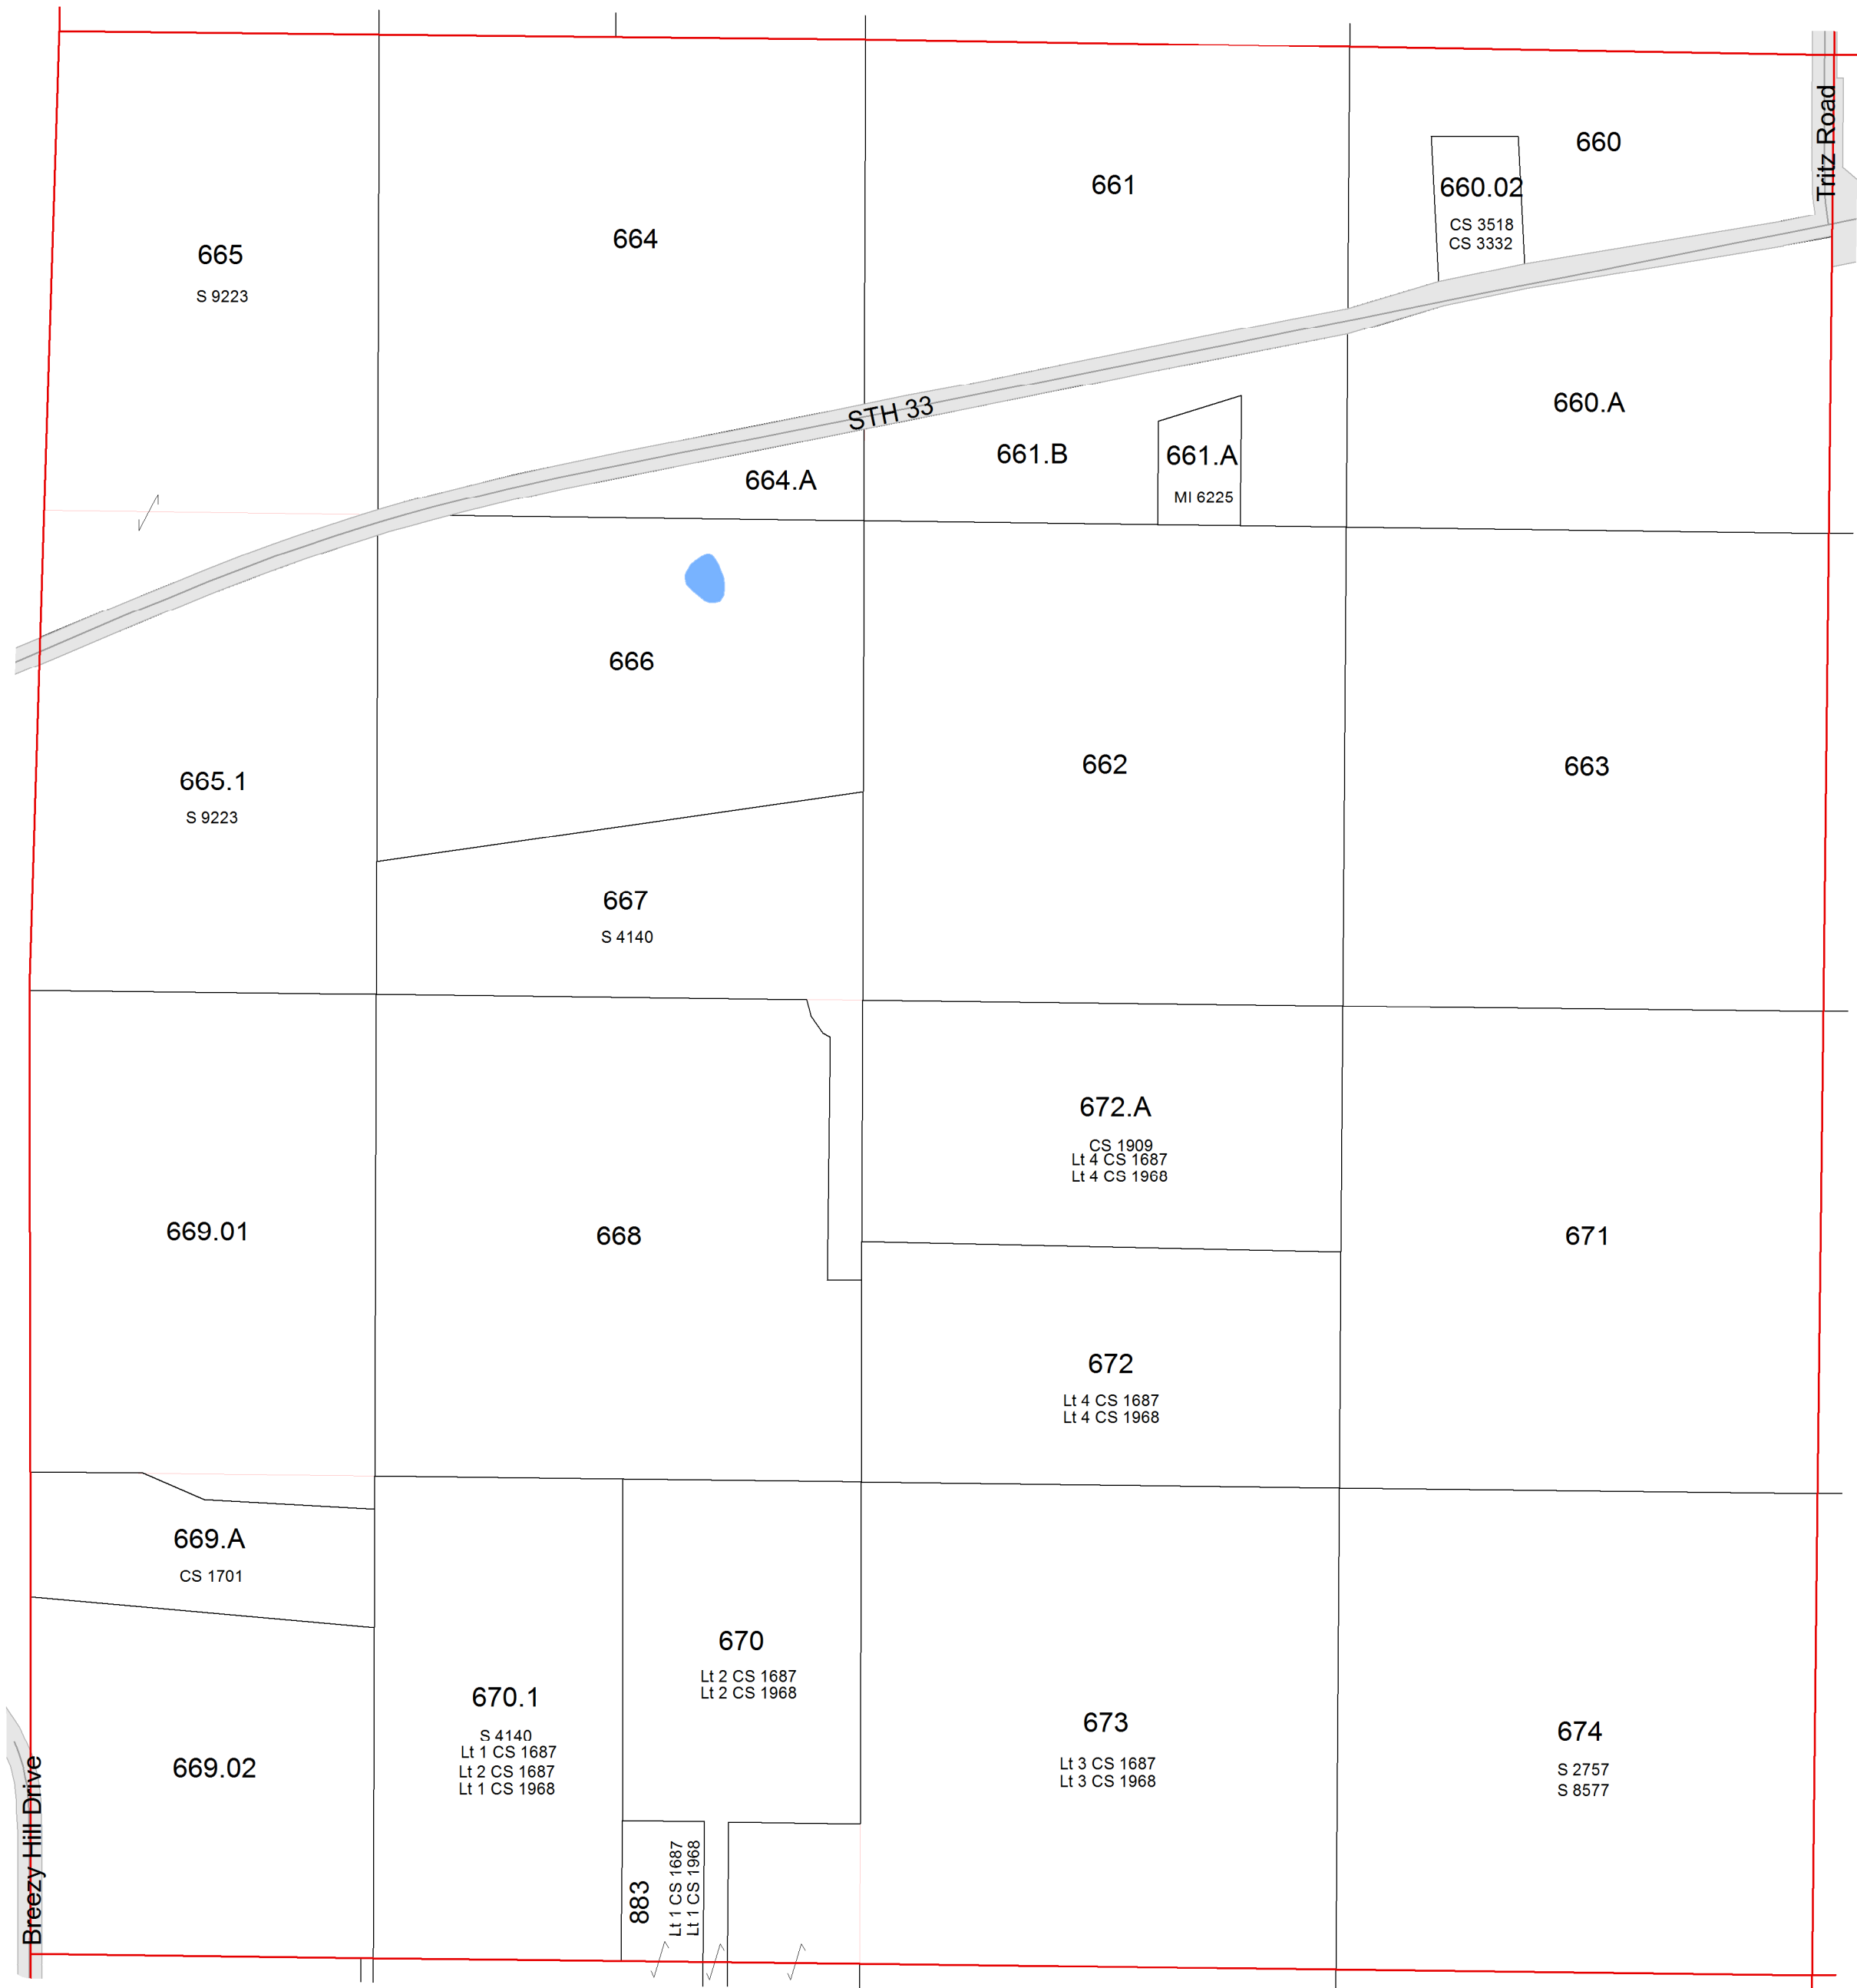 Tritz Road
660
660.02
CS 3518
CS 3332
661
664
665
S 9223
STH 33
660.A
661.B
661.A
MI 6225
664.A
666
662
663
665.1
S 9223
667
S 4140
672.A
CS 1909
Lt 4 CS 1687
Lt 4 CS 1968
669.01
668
671
672
Lt 4 CS 1687
Lt 4 CS 1968
669.A
CS 1701
670
Lt 2 CS 1687
Lt 2 CS 1968
670.1
S 4140
Lt 1 CS 1687
Lt 2 CS 1687
Lt 1 CS 1968
673
Lt 3 CS 1687
Lt 3 CS 1968
674
S 2757
S 8577
669.02
Breezy Hill Drive
883
Lt 1 CS 1687
Lt 1 CS 1968